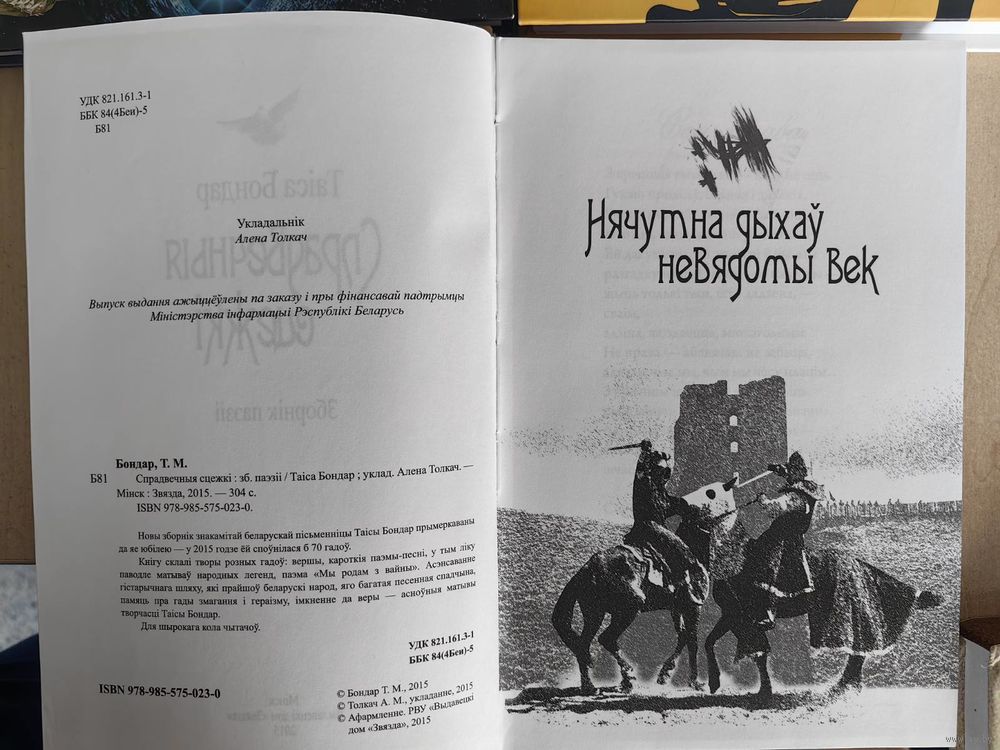 УДК 821.161.3-1
ББК 84(4Беи)-5
Б81
Укладальнік
Алена Толкач
Выпуск выдання ажыццёўлены па заказу і пры фінансавай падтрымцы
Міністэрства інфармацыі Рэспублікі Беларусь
Бондар, Т. М.
Б81 Спрадвечныя сцежкі : зб. паэзіі / Таіса Бондар ; уклад. Алена Толкач. —
Мінск : Звязда, 2015. — 304 с.
ISBN 978-985-575-023-0.
Новы зборнік знакамітай беларускай пісьменніцы Таісы Бондар прымеркаваны
да яе юбілею — у 2015 годзе ёй споўнілася б 70 гадоў.
Кнігу склалі творы розных гадоў: вершы, кароткія паэмы-песні, у тым ліку
паводле матываў народных легенд, паэма «Мы родам з вайны». Асэнсаванне
гістарычнага шляху, які прайшоў беларускі народ, яго багатая песенная спадчына,
памяць пра гады змагання і гераізму, імкненне да веры — асноўныя матывы
творчасці Таісы Бондар.
Для шырокага кола чытачоў.
УДК 821.161.3-1
ББК 84(4Беи)-5
ISBN 978-985-575-023-0
© Бондар Т. М., 2015
© Толкач А. М., укладанне, 2015
© Афармленне. РВУ «Выдавецкі
дом «Звязда», 2015
Нячутна дыхаў
невядомы век